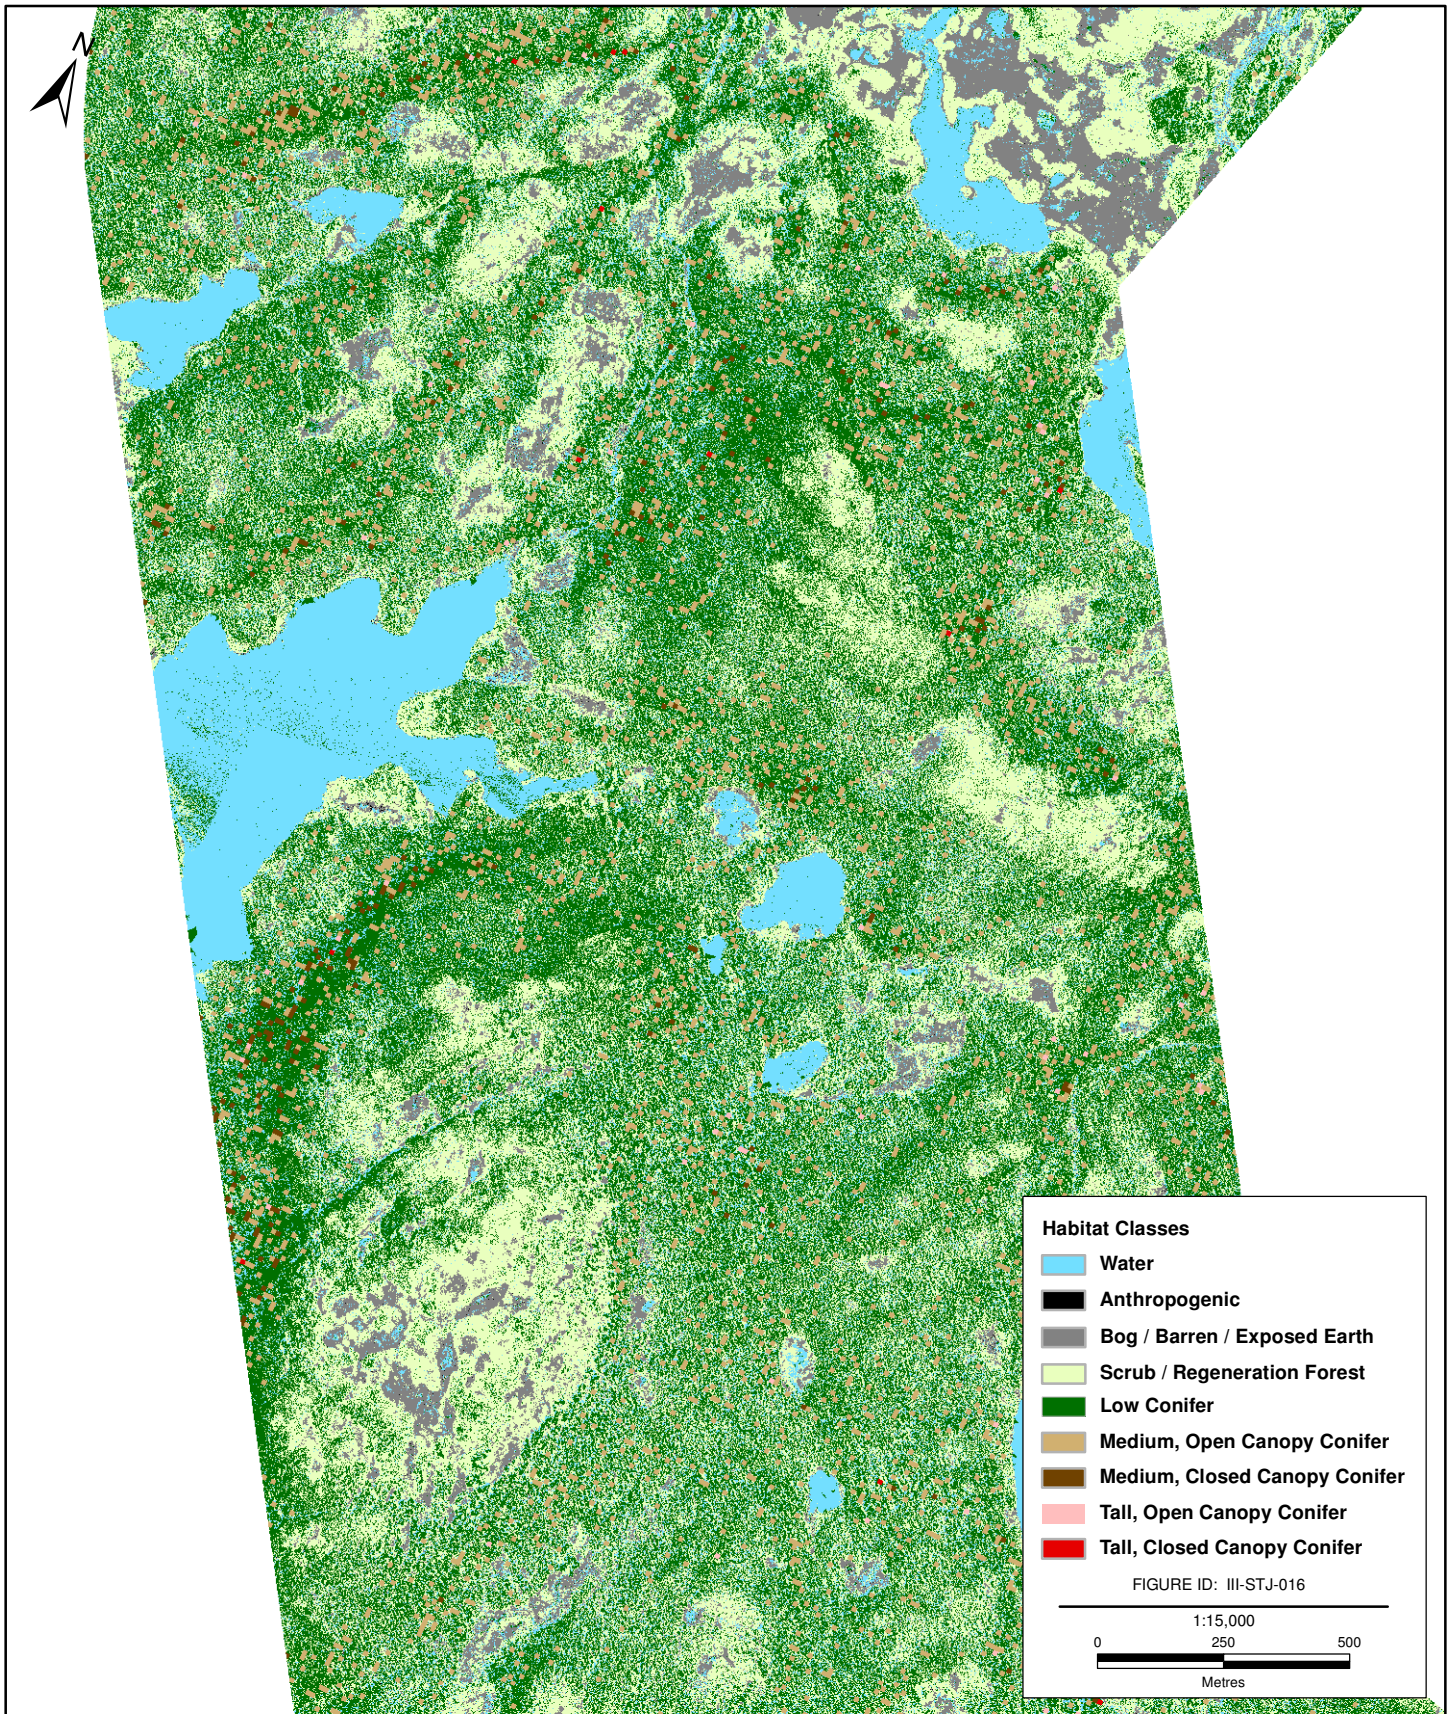 N
Habitat Classes
Water
Anthropogenic
Bog / Barren / Exposed Earth
Scrub / Regeneration Forest
Low Conifer
Medium, Open Canopy Conifer
Medium, Closed Canopy Conifer
Tall, Open Canopy Conifer
Tall, Closed Canopy Conifer
FIGURE ID: III-STJ-016
1:15,000
0 250 500
Metres